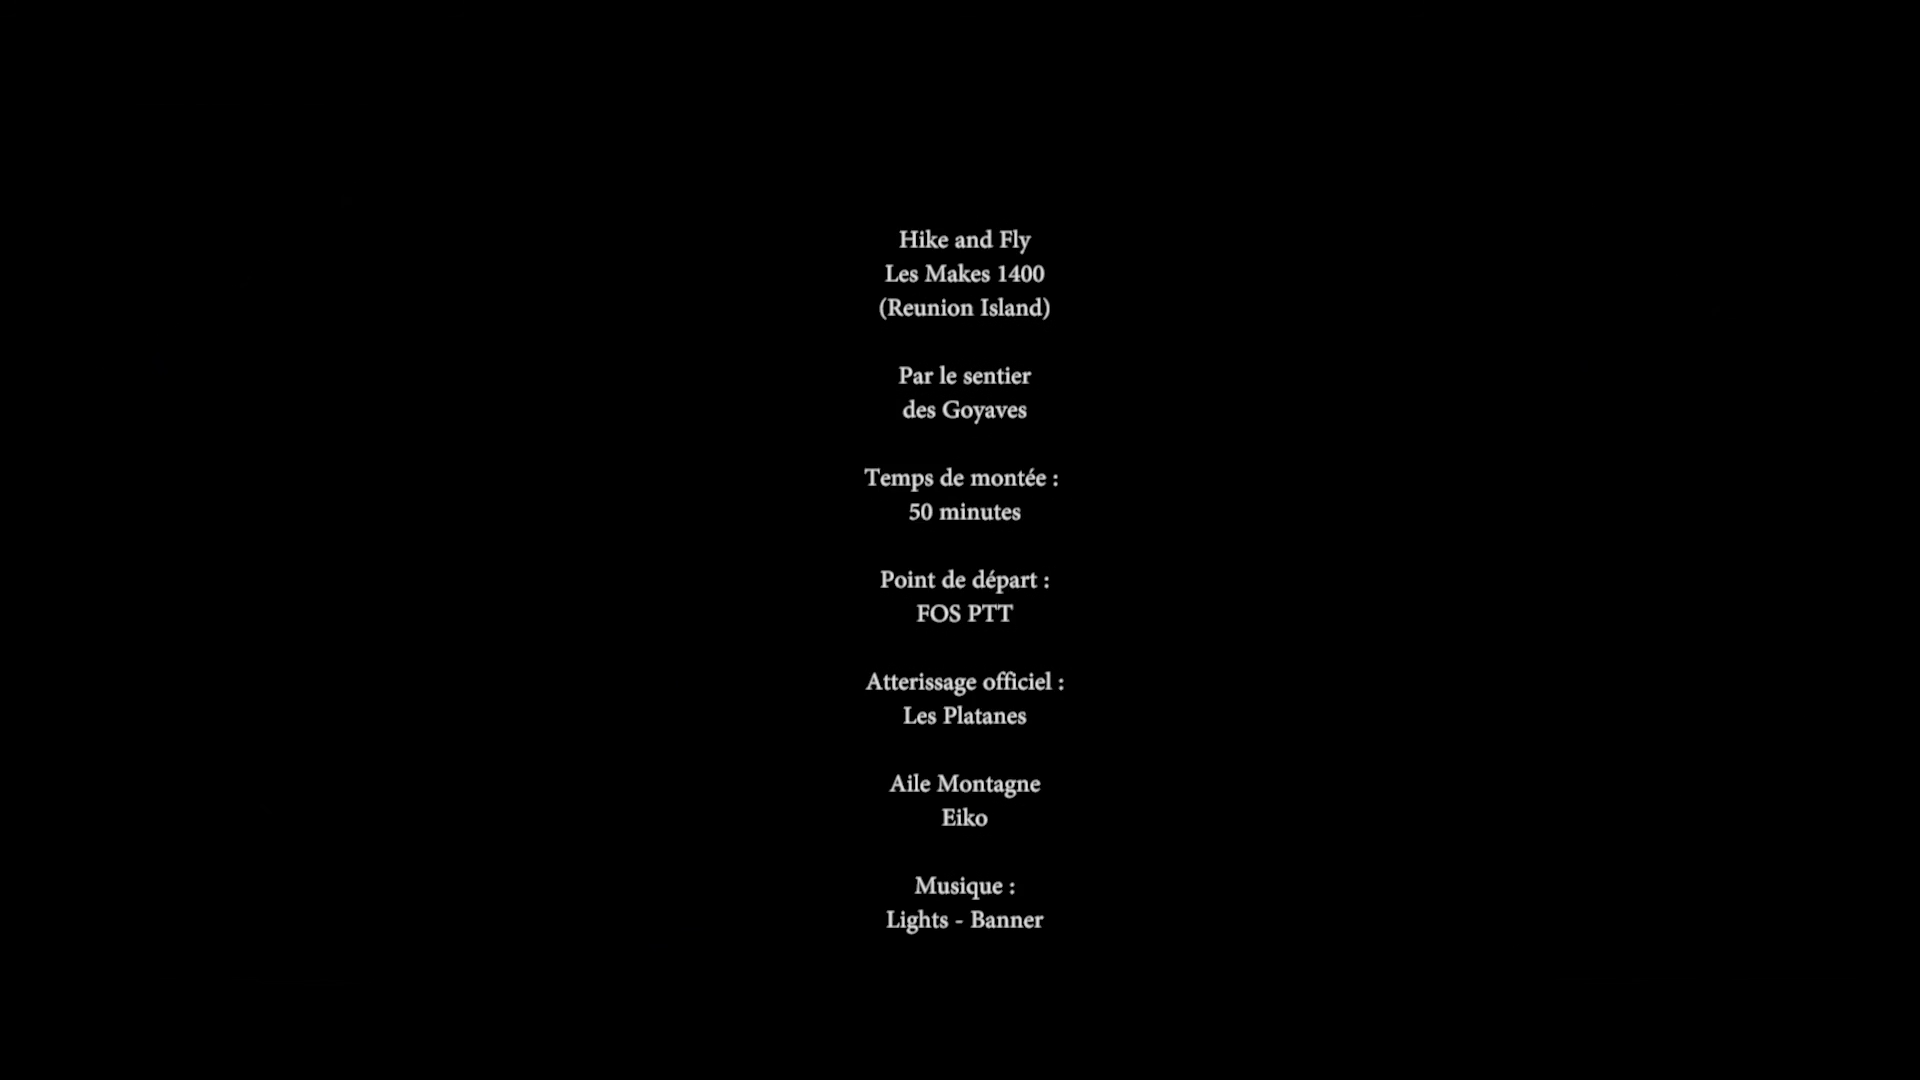 Hike and Fly
Les Makes 1400
(Reunion Island)
Par le sentier
des Goyaves
Temps de montée :
50 minutes
Point de départ :
FOS PTT
Atterissage officiel :
Les Platanes
Aile Montagne
Eiko
Musique :
Lights - Banner